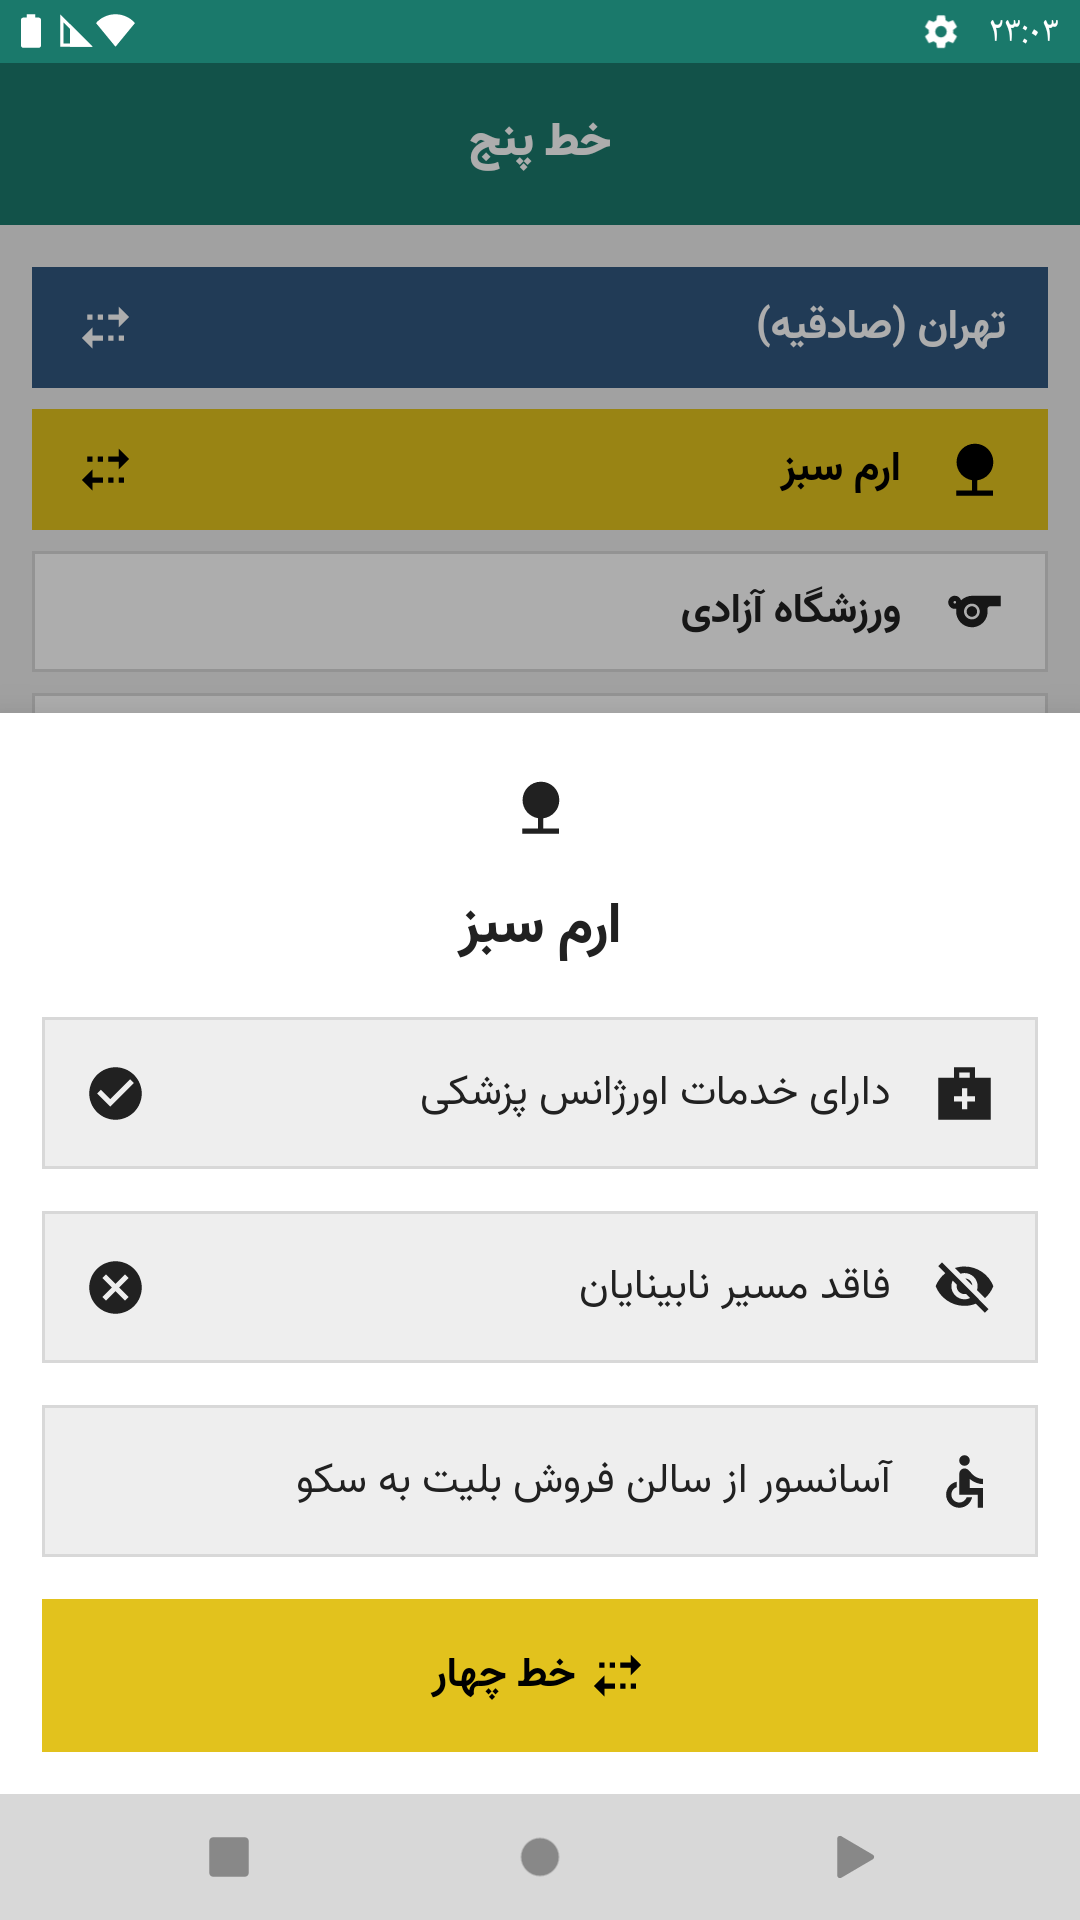 ۲۳:۰۳
خط پنج
تهران (صادقیه)
ارم سبز
ورزشگاه آزادی
ارم سبز
دارای خدمات اورژانس پزشکی
فاقد مسیر نابینایان
آسانسور از سالن فروش بلیت به سکو
خط چهار